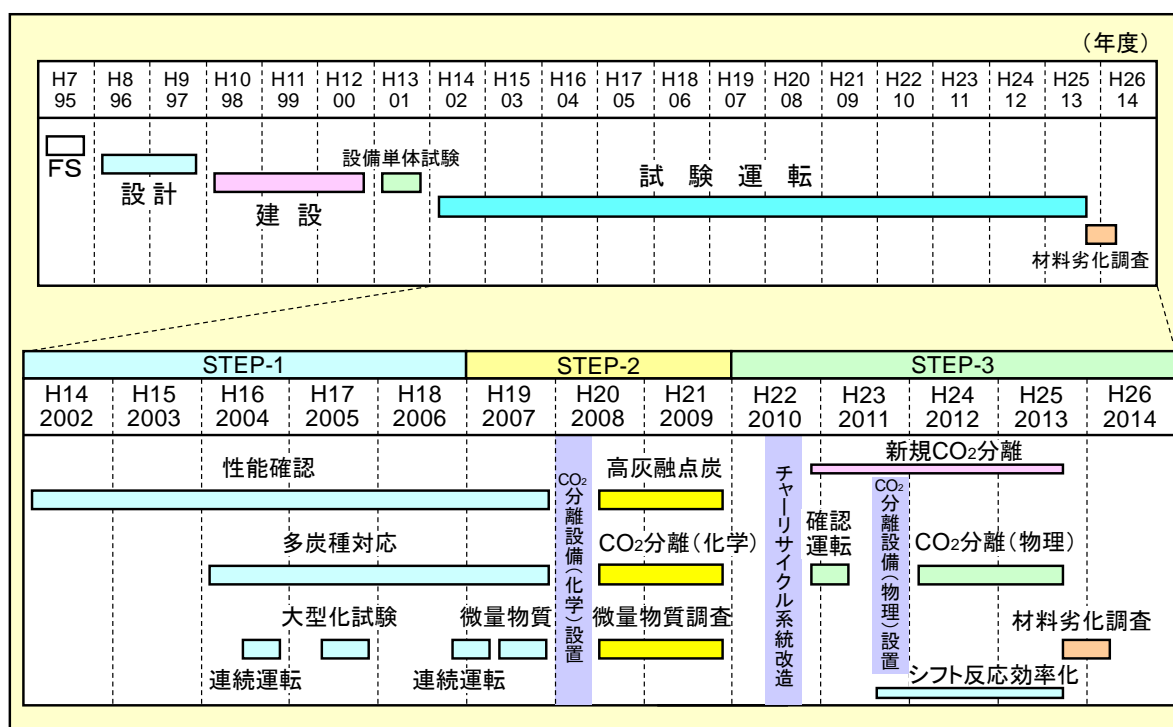 (年度)
H7 H8 H9 H10 H11 H12 H13 H14 H15 H16 H17 H18 H19 H20 H21 H22 H23 H24 H25 H26
95 96 97 98 99 00 01 02 03 04 05 06 07 08 09 10 11 12 13 14
FS
設計
建設
設備単体試験
試験運転
材料劣化調査
STEP-1 STEP-2 STEP-3
H14 H15 H16 H17 H18 H19 H20 H21 H22 H23 H24 H25 H26
2002 2003 2004 2005 2006 2007 2008 2009 2010 2011 2012 2013 2014
性能確認
多炭種対応
大型化試験
微量物質
連続運転
連続運転
CO₂分離設備(化学)設置
高灰融点炭
CO₂分離(化学)
微量物質調査
チャーリサイクル系統改造
新規CO₂分離
確認
運転
CO₂分離設備(物理)設置
CO₂分離(物理)
材料劣化調査
シフト反応効率化